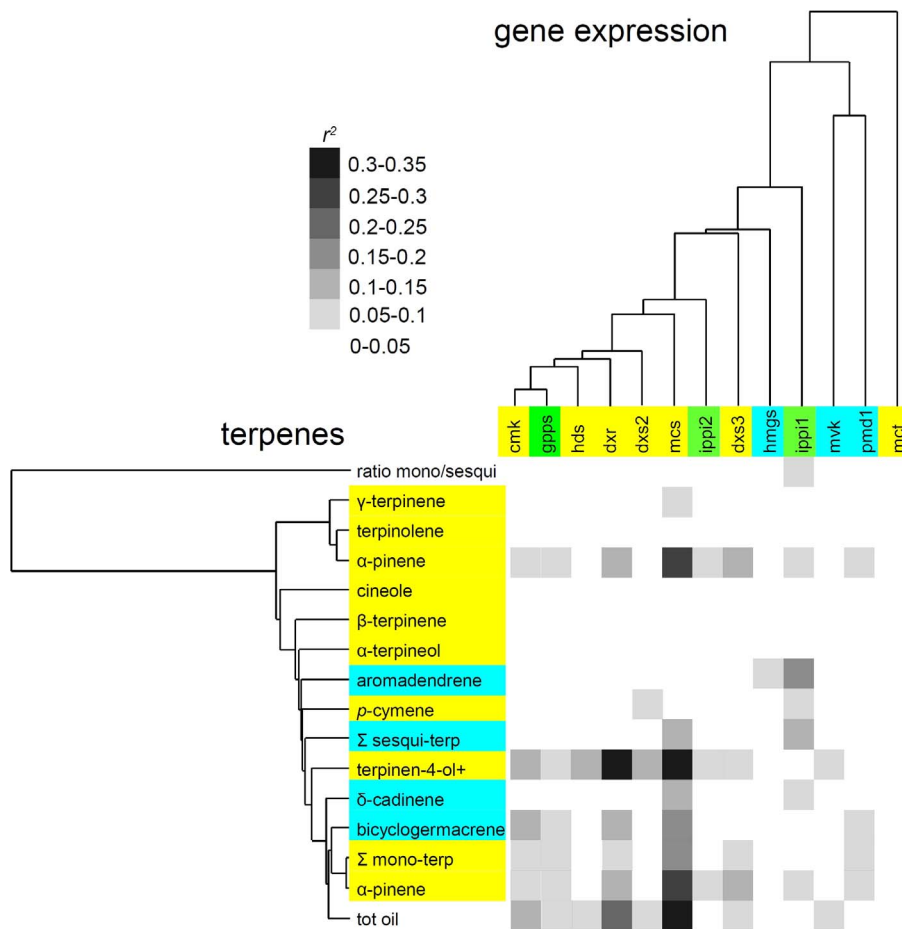 gene expression
r²
0.3-0.35
0.25-0.3
0.2-0.25
0.15-0.2
0.1-0.15
0.05-0.1
0-0.05
terpenes
cmk
gpps
hds
dxr
dxs2
mcs
ippi2
dxs3
hmgs
ippi1
mvk
pmd1
mct
ratio mono/sesqui
γ-terpinene
terpinolene
α-pinene
cineole
β-terpinene
α-terpineol
aromadendrene
p-cymene
Σ sesqui-terp
terpinen-4-ol+
δ-cadinene
bicyclogermacrene
Σ mono-terp
α-pinene
tot oil